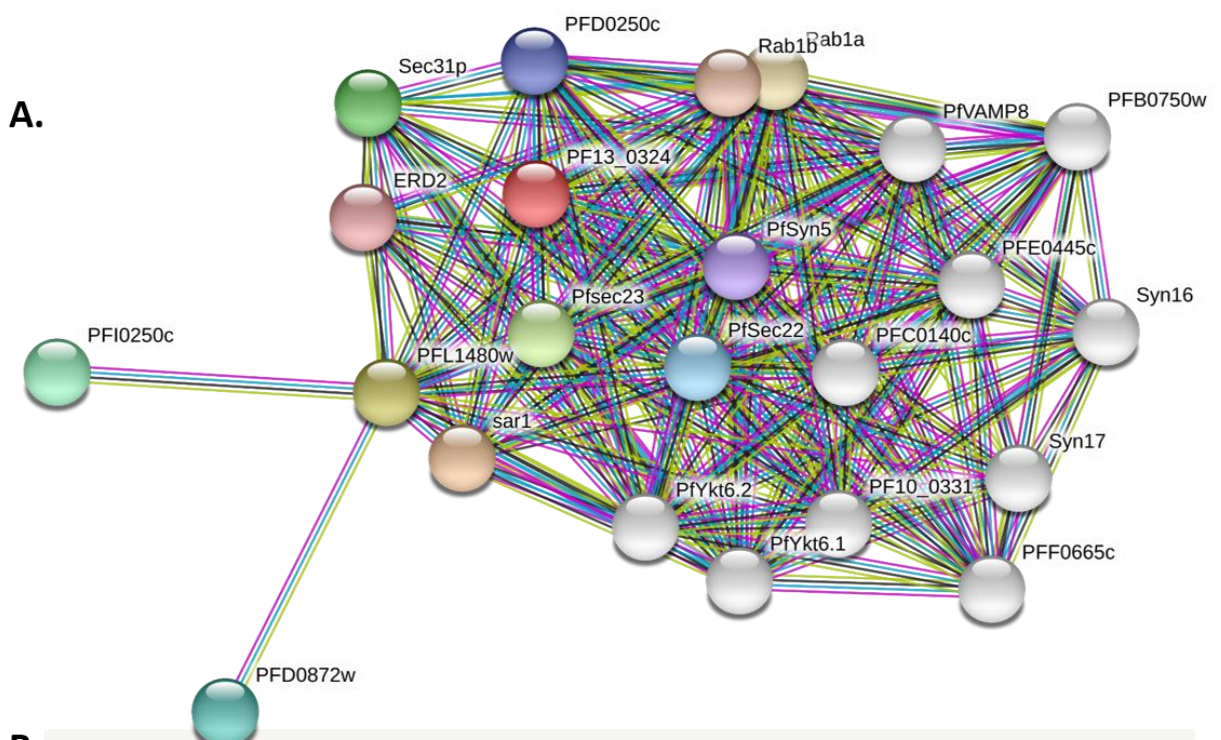 A.
PFD0250c
Rab1b
Rab1a
Sec31p
PFB0750w
PfVAMP8
PF13_0324
ERD2
PfSyn5
PFE0445c
Pfsec23
Syn16
PfSec22
PFC0140c
PFI0250c
PFL1480w
sar1
Syn17
PfYkt6.2
PF10_0331
PfYkt6.1
PFF0665c
PFD0872w